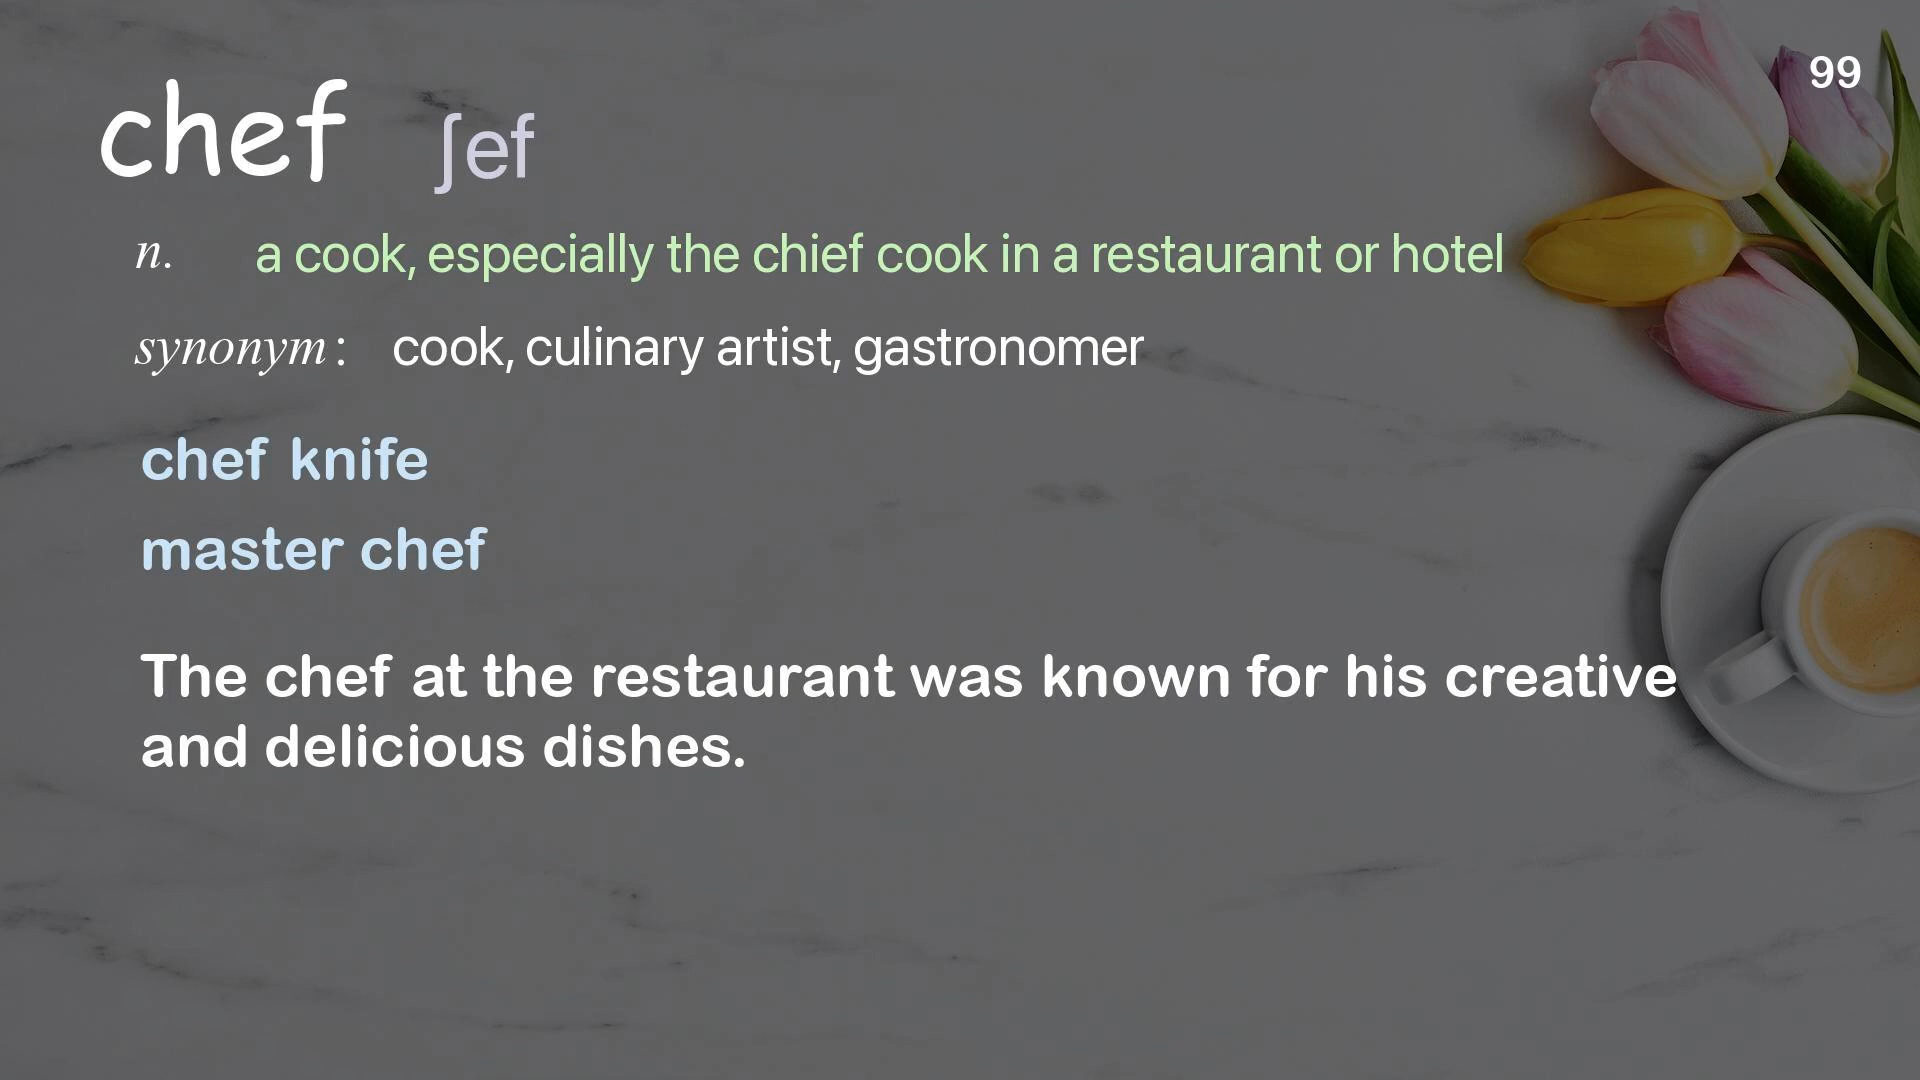 99
chef ʃef
n. a cook, especially the chief cook in a restaurant or hotel
synonym: cook, culinary artist, gastronomer
chef knife
master chef
The chef at the restaurant was known for his creative
and delicious dishes.